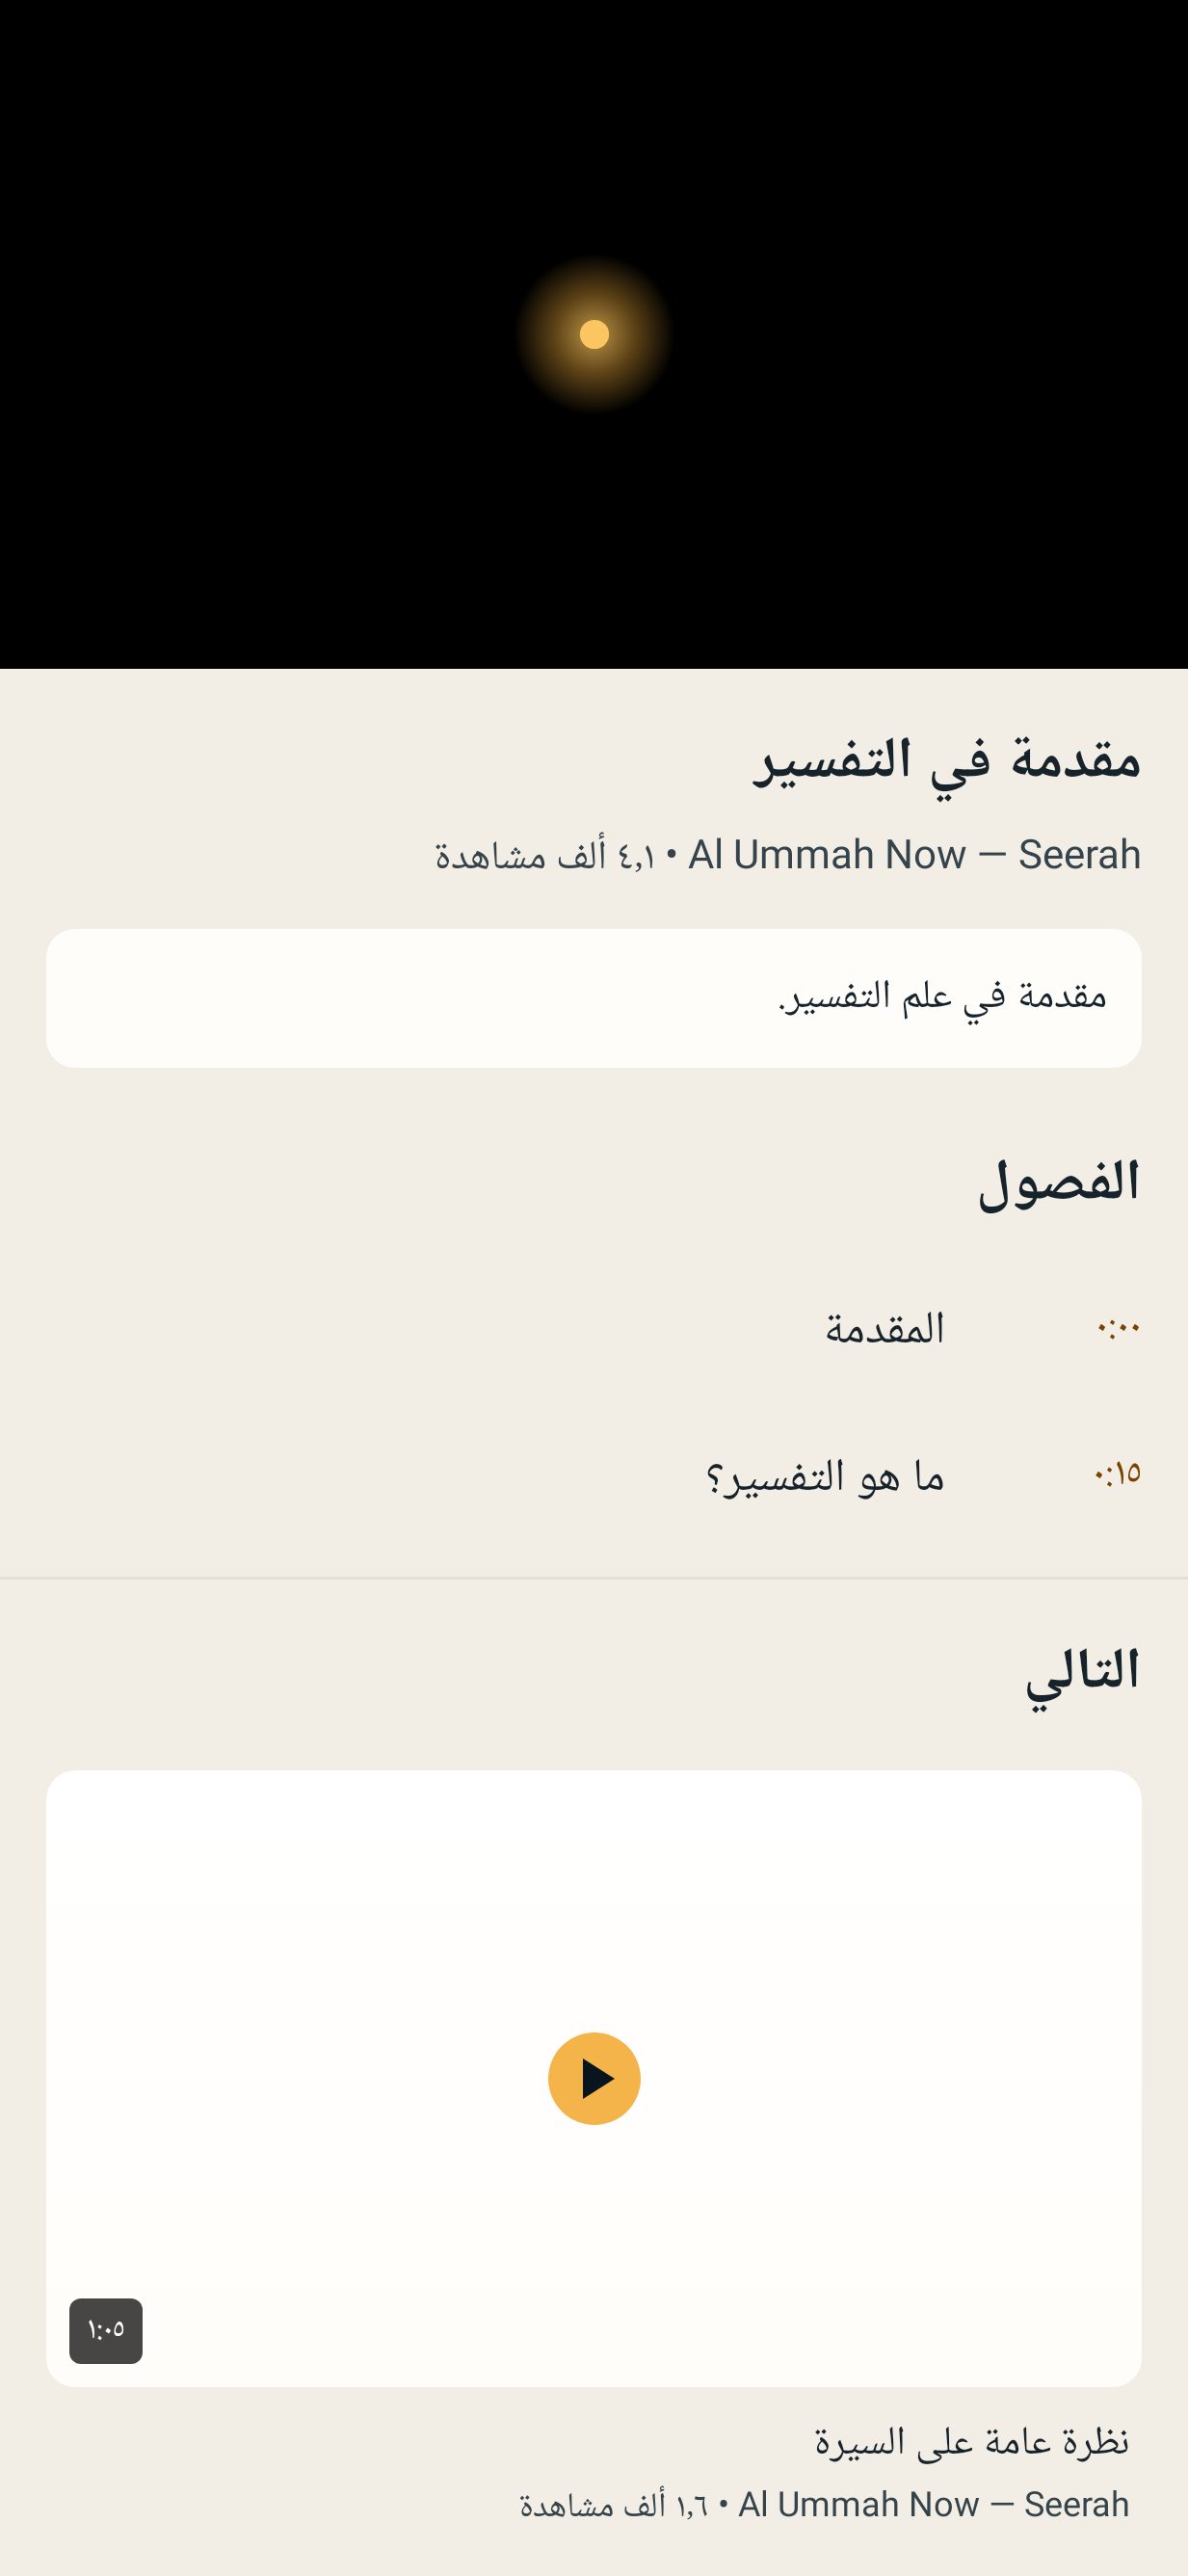 مقدمة في التفسير
Al Ummah Now — Seerah • ٤,١ ألف مشاهدة
مقدمة في علم التفسير.
الفصول
٠:٠٠ المقدمة
٠:١٥ ما هو التفسير؟
التالي
١:٠٥
نظرة عامة على السيرة
Al Ummah Now — Seerah • ١,٦ ألف مشاهدة